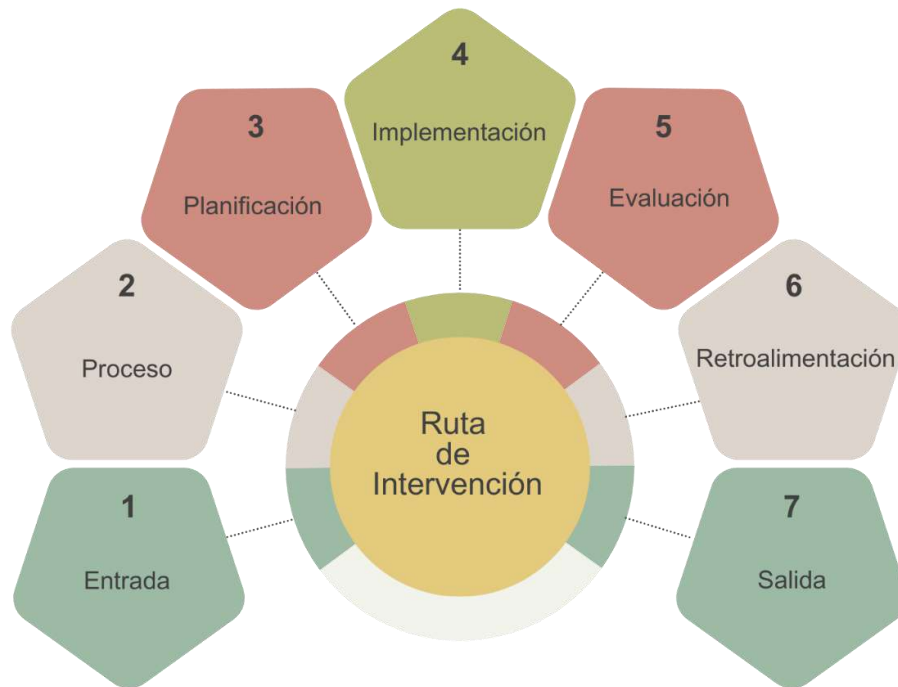 1
Entrada
2
Proceso
3
Planificación
4
Implementación
5
Evaluación
6
Retroalimentación
7
Salida
Ruta
de
Intervención